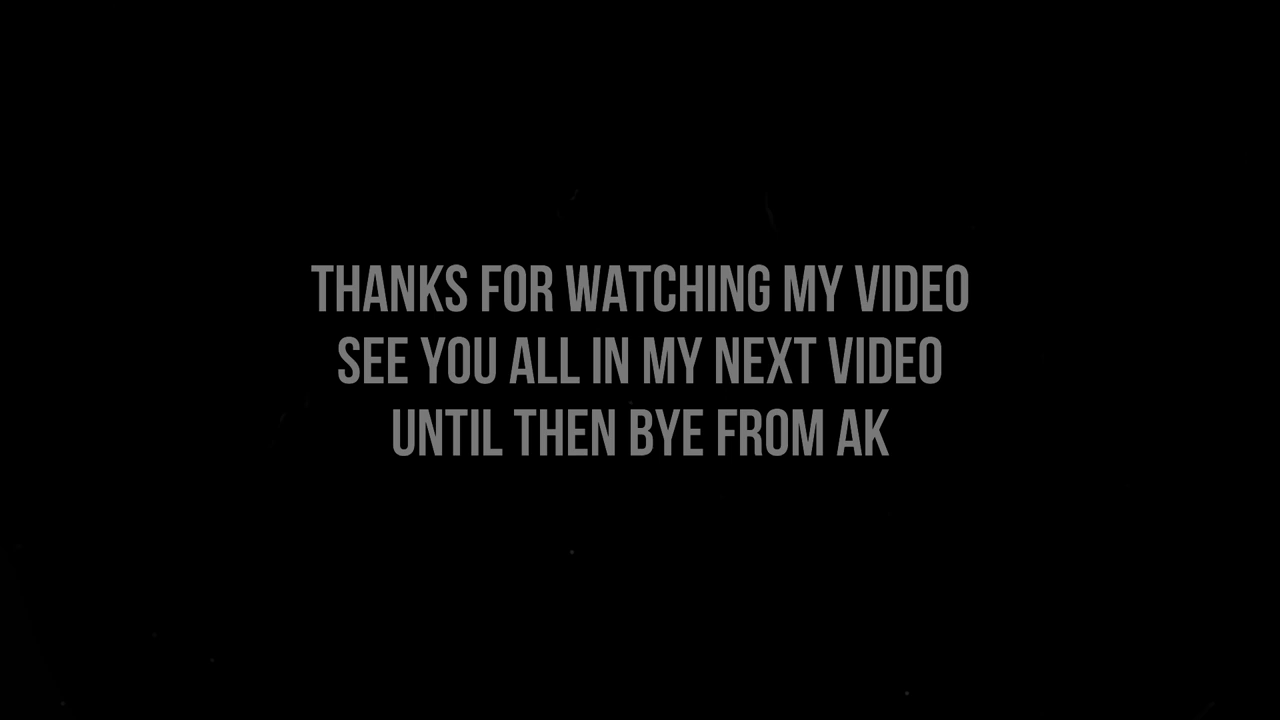 THANKS FOR WATCHING MY VIDEO
SEE YOU ALL IN MY NEXT VIDEO
UNTIL THEN BYE FROM AK